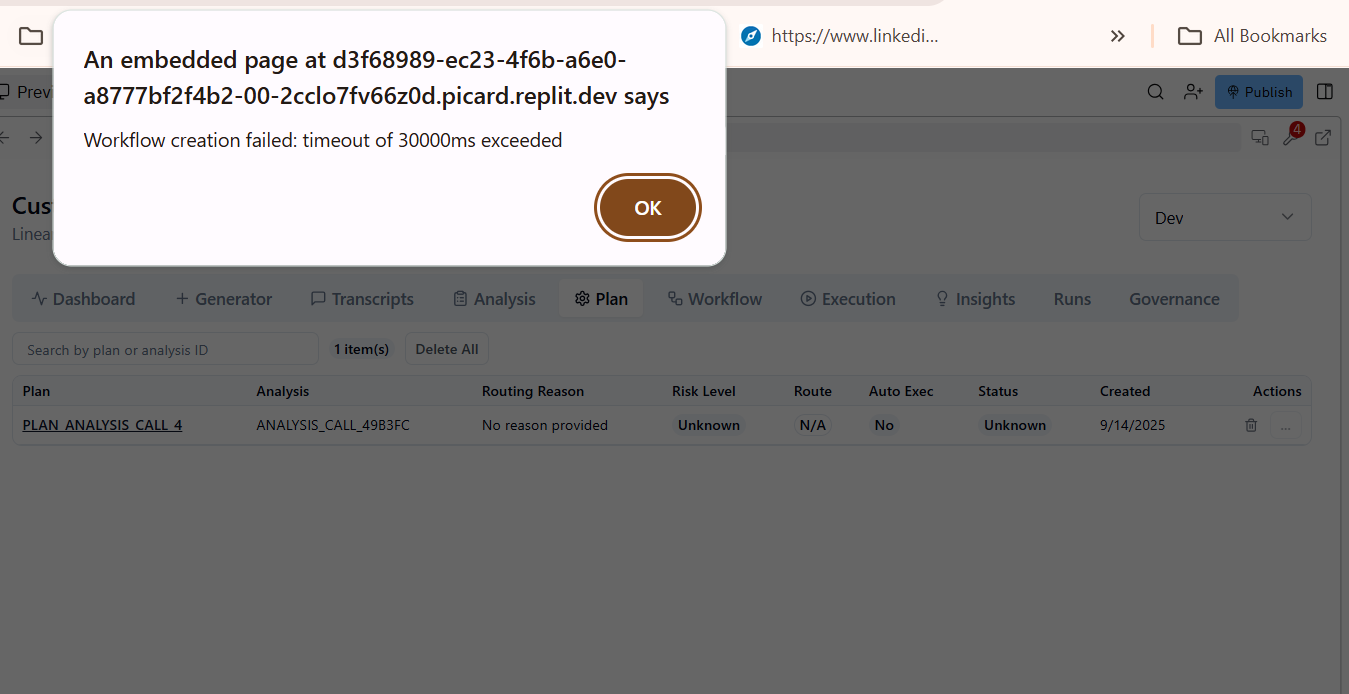 An embedded page at d3f68989-ec23-4f6b-a6e0-
a8777bf2f4b2-00-2cclo7fv66z0d.picard.replit.dev says
Workflow creation failed: timeout of 30000ms exceeded
OK
https://www.linkedi...
All Bookmarks
Previ
Publish
4
Cus
Linea
Dev
Dashboard
Generator
Transcripts
Analysis
Plan
Workflow
Execution
Insights
Runs
Governance
Search by plan or analysis ID
1 item(s)
Delete All
Plan Analysis Routing Reason Risk Level Route Auto Exec Status Created Actions
PLAN_ANALYSIS_CALL_4 ANALYSIS_CALL_49B3FC No reason provided Unknown N/A No Unknown 9/14/2025 ...